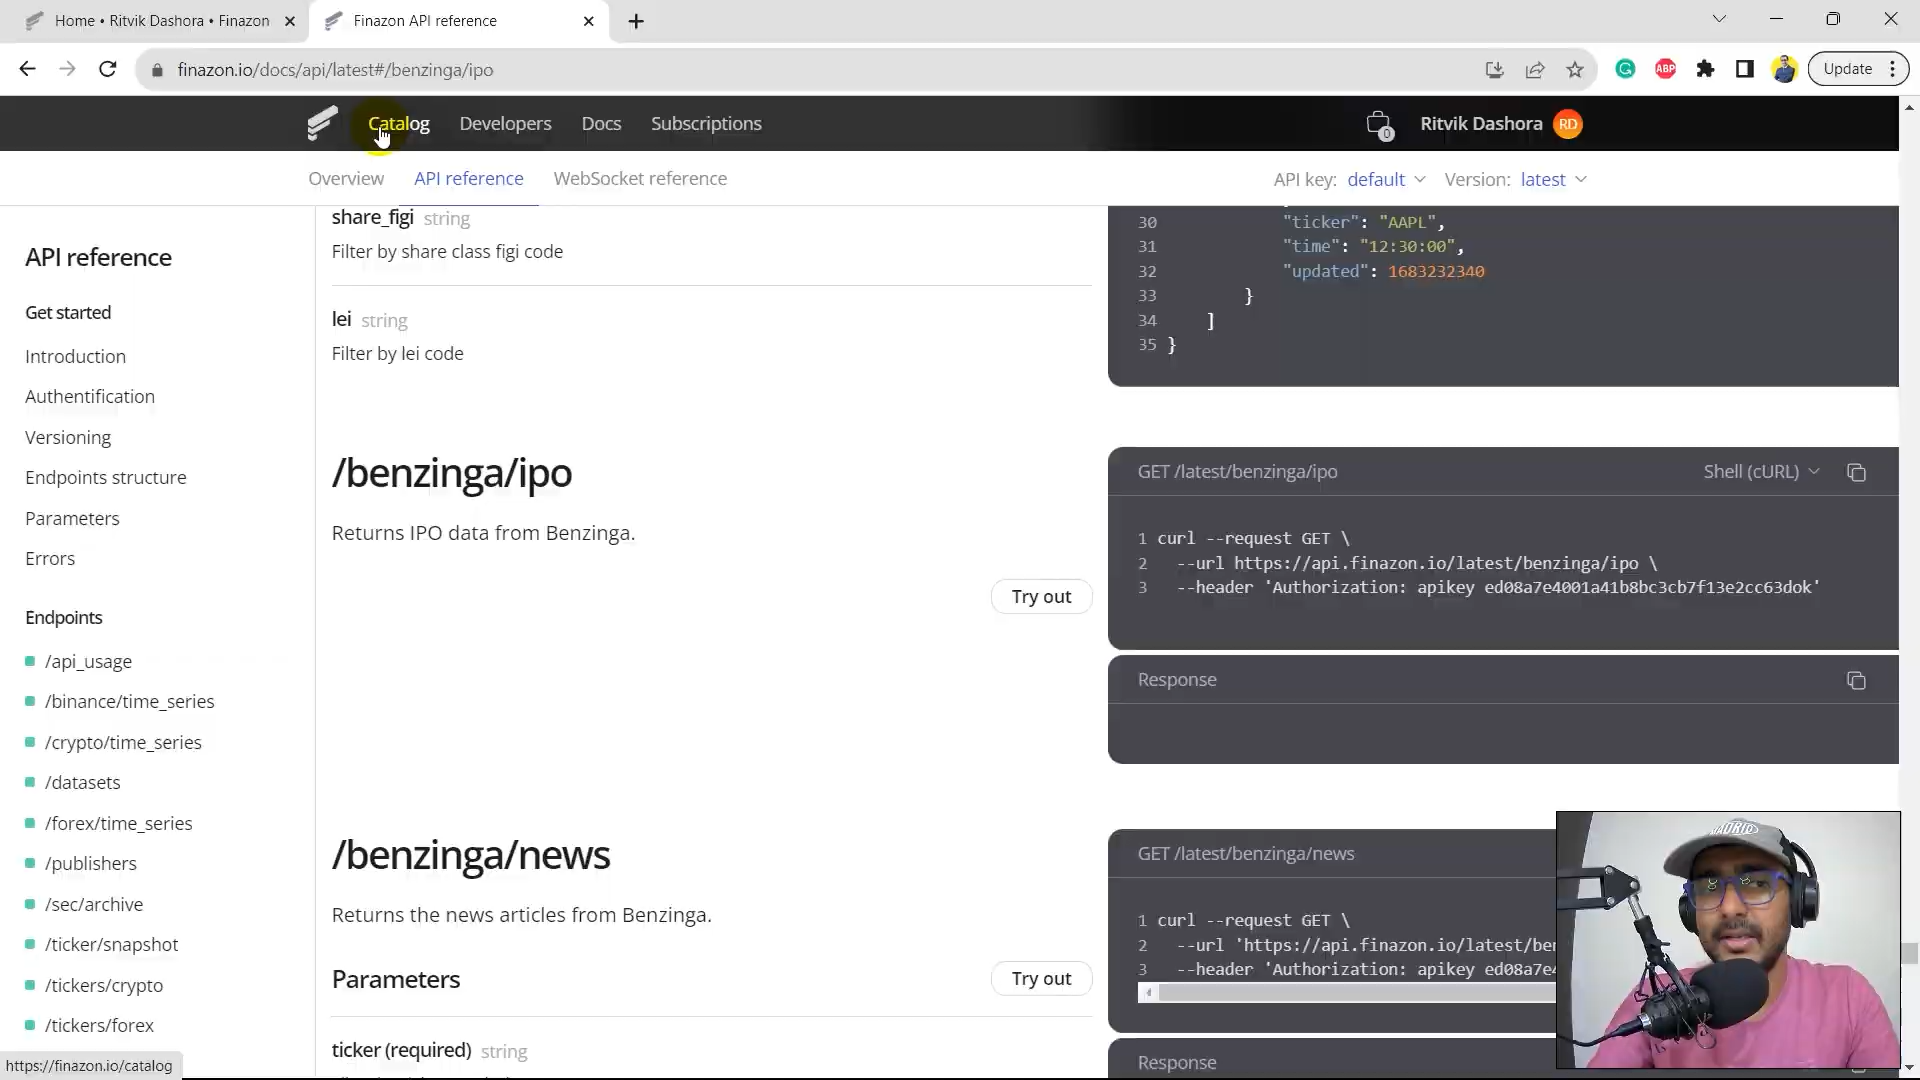 Home • Ritvik Dashora • Finazon
Finazon API reference
finazon.io/docs/api/latest#/benzinga/ipo
ABP
Update
Catalog
Developers
Docs
Subscriptions
0
Ritvik Dashora
RD
Overview
API reference
WebSocket reference
API key: default
Version: latest
API reference
Get started
Introduction
Authentification
Versioning
Endpoints structure
Parameters
Errors
Endpoints
/api_usage
/binance/time_series
/crypto/time_series
/datasets
/forex/time_series
/publishers
/sec/archive
/ticker/snapshot
/tickers/crypto
/tickers/forex
https://finazon.io/catalog
share_figi string
Filter by share class figi code
lei string
Filter by lei code
/benzinga/ipo
Returns IPO data from Benzinga.
Try out
/benzinga/news
Returns the news articles from Benzinga.
Parameters
Try out
ticker (required) string
30 "ticker": "AAPL",
31 "time": "12:30:00",
32 "updated": 1683232340
33 }
34 ]
35 }
GET /latest/benzinga/ipo
Shell (cURL)
1 curl --request GET \
2 --url https://api.finazon.io/latest/benzinga/ipo \
3 --header 'Authorization: apikey ed08a7e4001a41b8bc3cb7f13e2cc63dok'
Response
GET /latest/benzinga/news
1 curl --request GET \
2 --url 'https://api.finazon.io/latest/ber
3 --header 'Authorization: apikey ed08a7e4
Response
MADRID